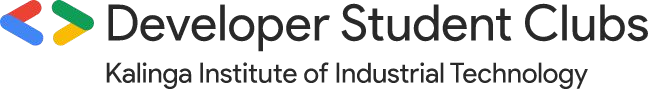 Developer Student Clubs
Kalinga Institute of Industrial Technology